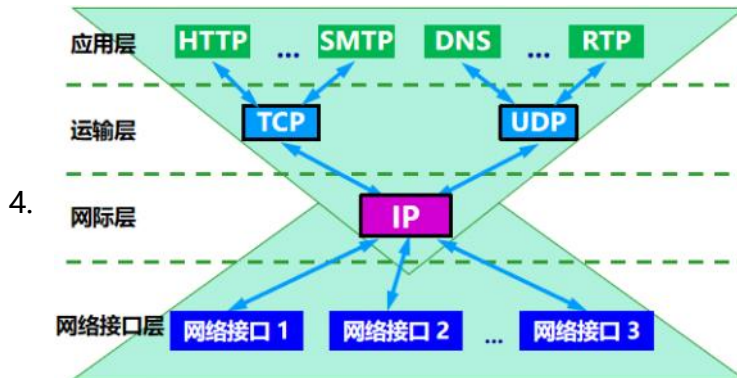 应用层 HTTP ... SMTP DNS ... RTP
运输层 TCP UDP
4.
网际层 IP
网络接口层 网络接口 1 网络接口 2 ... 网络接口 3